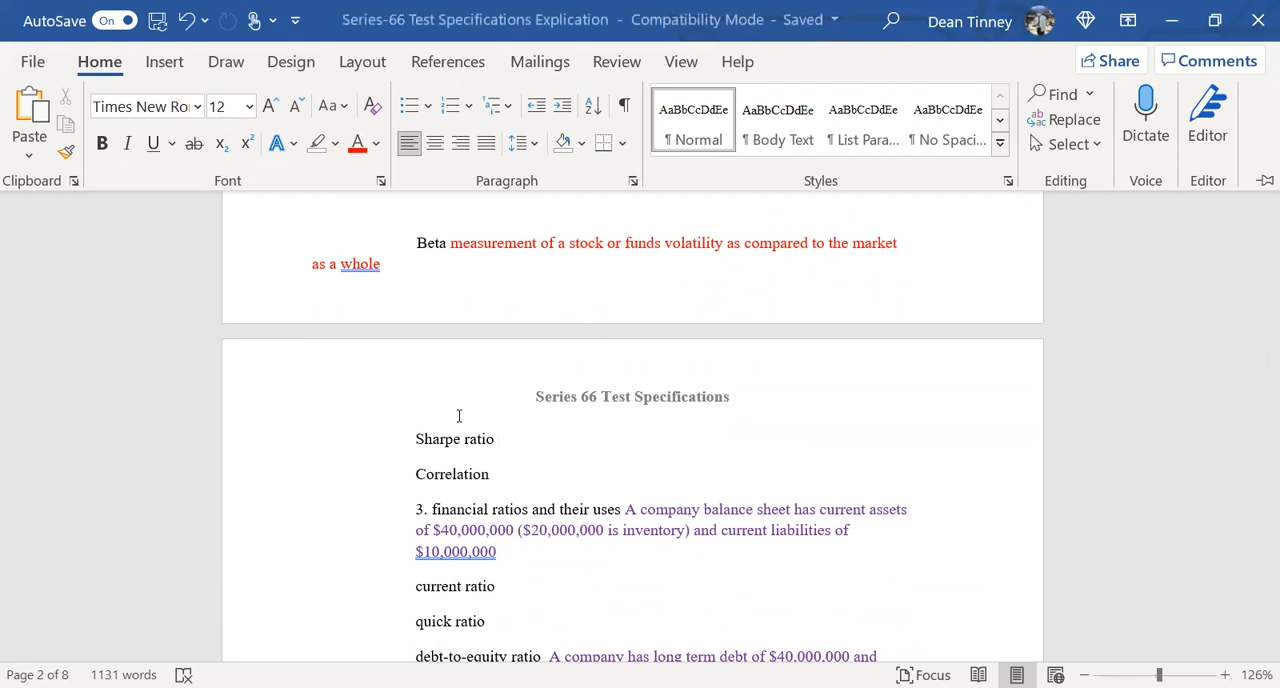 AutoSave On Series-66 Test Specifications Explication - Compatibility Mode - Saved Dean Tinney
File Home Insert Draw Design Layout References Mailings Review View Help Share Comments
Paste Times New Ro 12 A A Aa A AaBbCcDdEe AaBbCcDdEe AaBbCcDdEe AaBbCcDdEe Find Replace Select Dictate Editor
B I U ab x2 x2 A A ¶ Normal ¶ Body Text ¶ List Para... ¶ No Spaci...
Clipboard Font Paragraph Styles Editing Voice Editor
Beta measurement of a stock or funds volatility as compared to the market
as a whole
Series 66 Test Specifications
Sharpe ratio
Correlation
3. financial ratios and their uses A company balance sheet has current assets
of $40,000,000 ($20,000,000 is inventory) and current liabilities of
$10,000,000
current ratio
quick ratio
debt-to-equity ratio A company has long term debt of $40,000,000 and
Page 2 of 8 1131 words Focus 126%